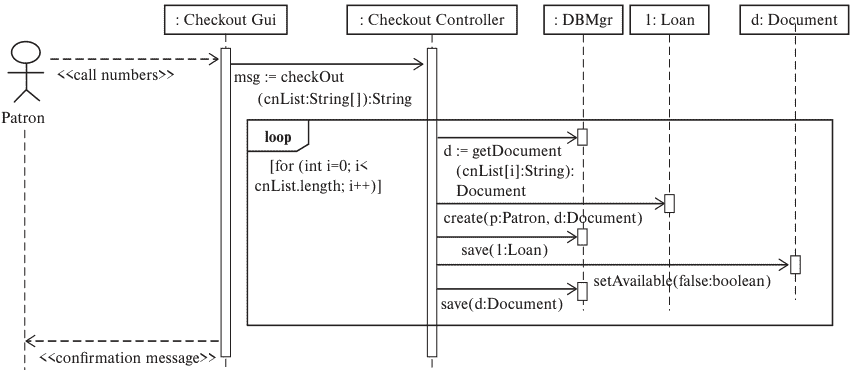 : Checkout Gui
: Checkout Controller
: DBMgr
1: Loan
d: Document
<<call numbers>>
Patron
msg := checkOut
(cnList:String[]):String
loop
[for (int i=0; i<
cnList.length; i++)]
d := getDocument
(cnList[i]:String):
Document
create(p:Patron, d:Document)
save(1:Loan)
setAvailable(false:boolean)
save(d:Document)
<<confirmation message>>